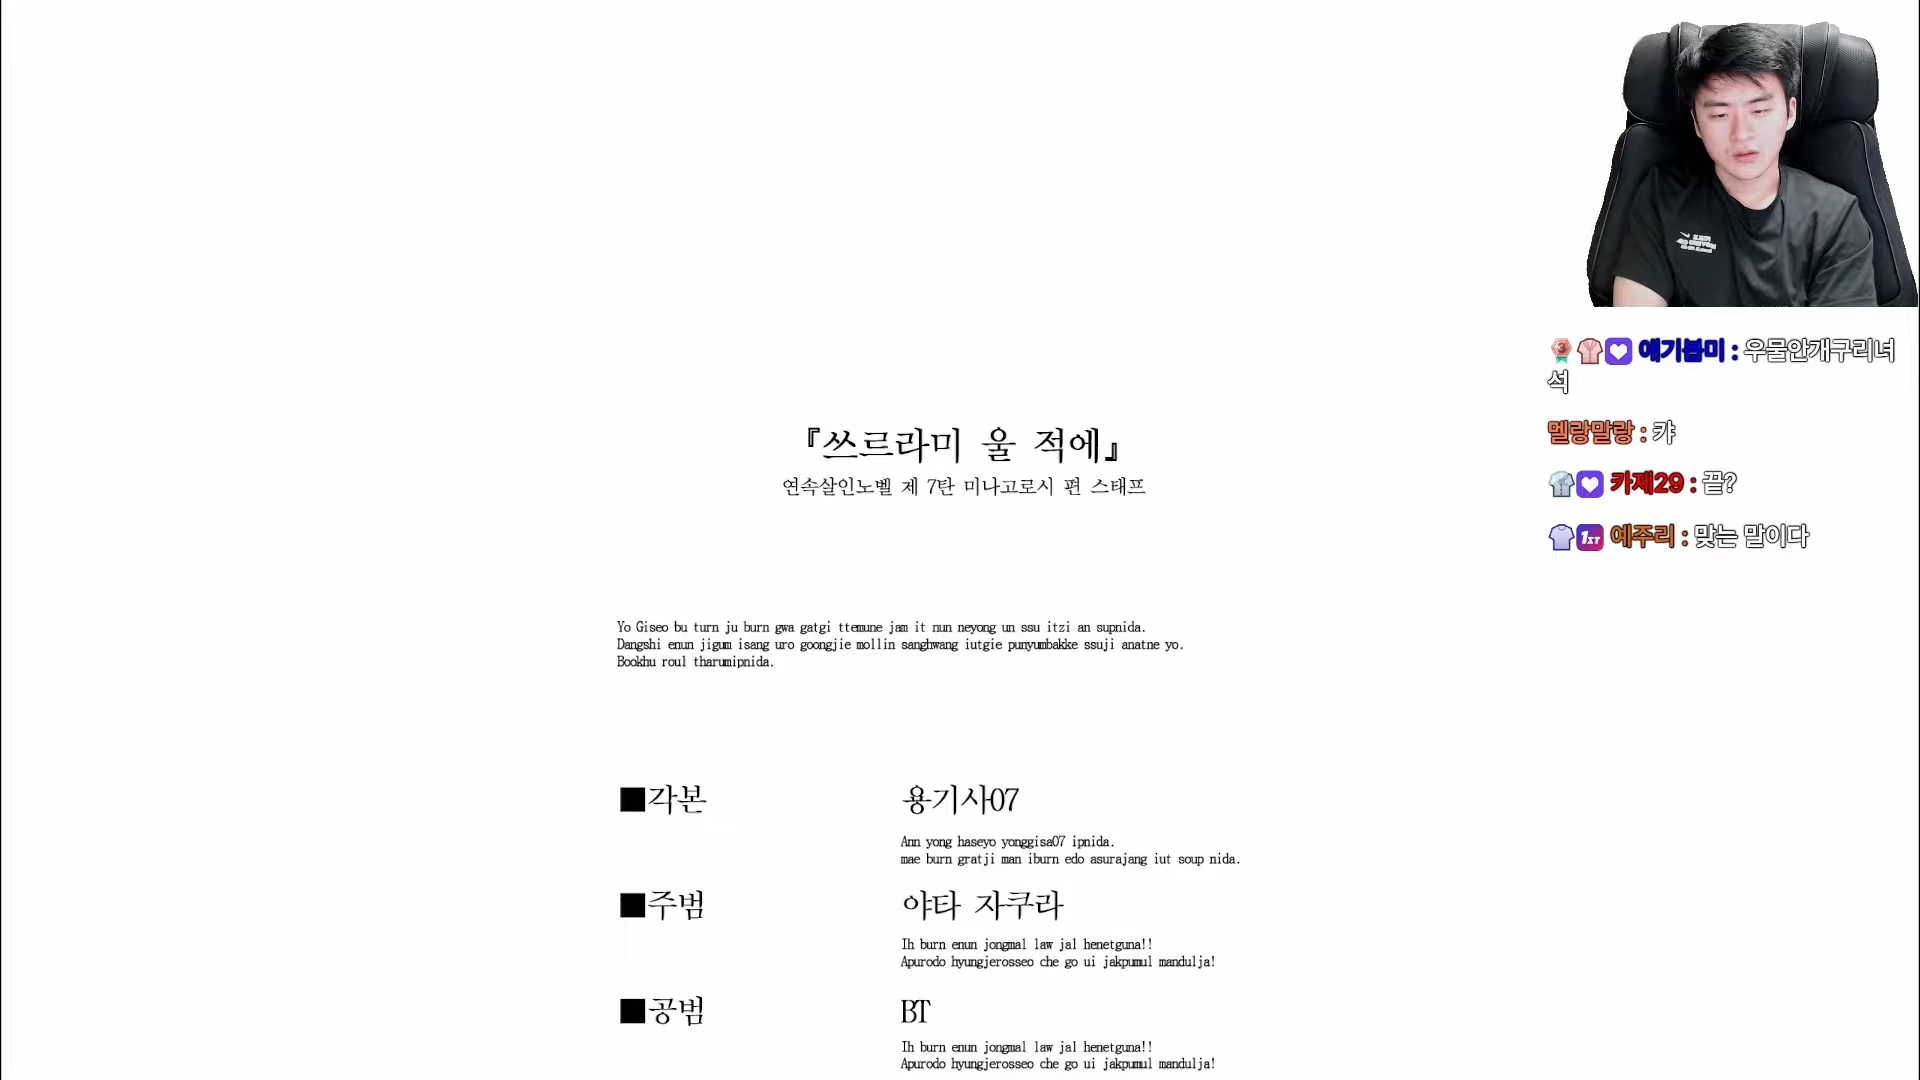 『쓰르라미 울 적에』
연속살인노벨 제 7탄 미나고로시 편 스태프
Yo Giseo bu turn ju burn gwa gatgi ttemune jam it nun neyong un ssu itzi an supnida.
Dangshi enun jigum isang uro goongjie mollin sanghwang iutgie punyumbakke ssuji anatne yo.
Bookhu roul tharumipnida.
■각본 용기사07
Ann yong haseyo yonggisa07 ipnida.
mae burn gratji man iburn edo asurajang iut soup nida.
■주범 야타 자쿠라
Ih burn enun jongmal law jal henetguna!!
Apurodo hyungjerosseo che go ui jakpumul mandulja!
■공범 BT
Ih burn enun jongmal law jal henetguna!!
Apurodo hyungjerosseo che go ui jakpumul mandulja!
3 얘기봄미 : 우물안개구리녀
석
멜랑말랑 : 캬
카제29 : 끝?
1ST 예주리 : 맞는 말이다